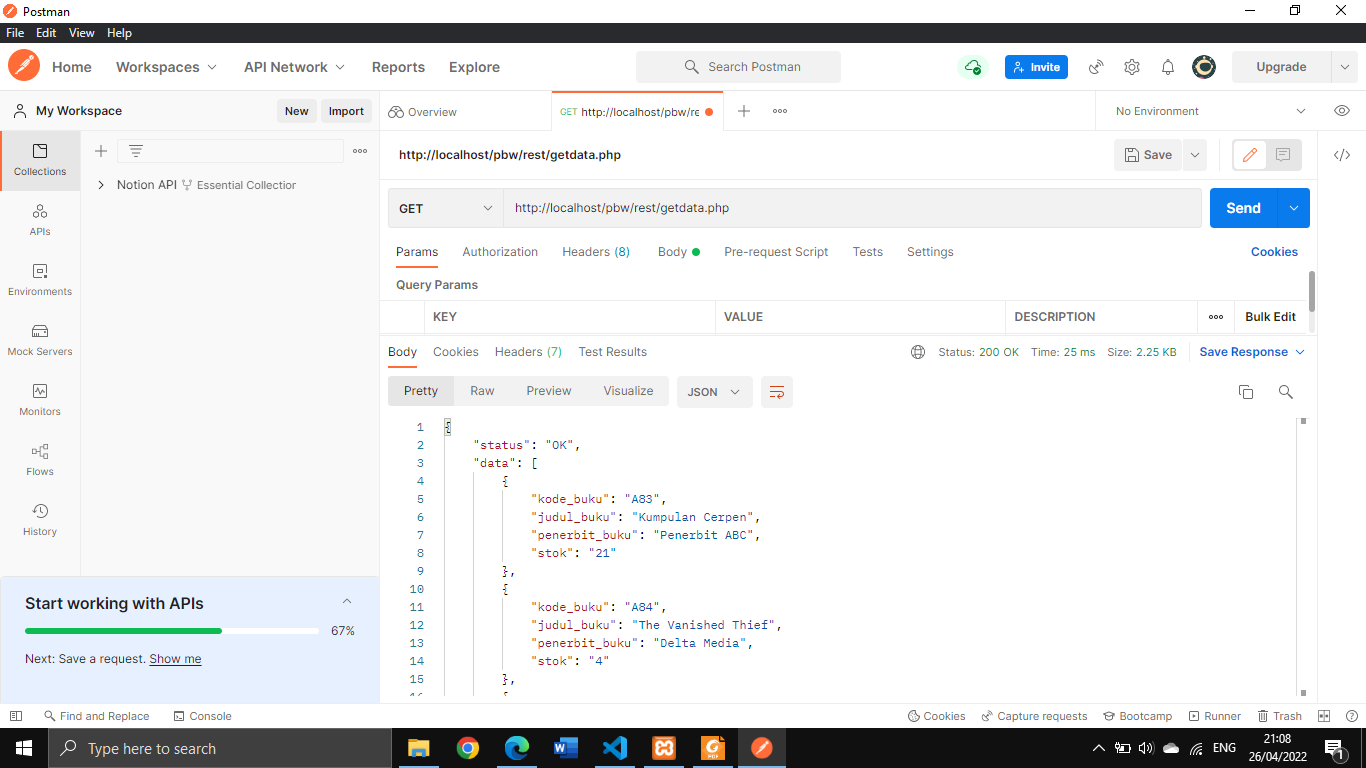 Postman
File Edit View Help
Home Workspaces API Network Reports Explore Search Postman Invite Upgrade
My Workspace New Import Overview GET http://localhost/pbw/re No Environment
http://localhost/pbw/rest/getdata.php Save
Collections
Notion API Essential Collection
GET http://localhost/pbw/rest/getdata.php Send
APIs
Params Authorization Headers (8) Body Pre-request Script Tests Settings Cookies
Query Params
Environments
KEY VALUE DESCRIPTION Bulk Edit
Mock Servers
Body Cookies Headers (7) Test Results Status: 200 OK Time: 25 ms Size: 2.25 KB Save Response
Pretty Raw Preview Visualize JSON
Monitors
Flows
History
1 {
2 "status": "OK",
3 "data": [
4 {
5 "kode_buku": "A83",
6 "judul_buku": "Kumpulan Cerpen",
7 "penerbit_buku": "Penerbit ABC",
8 "stok": "21"
9 },
10 {
11 "kode_buku": "A84",
12 "judul_buku": "The Vanished Thief",
13 "penerbit_buku": "Delta Media",
14 "stok": "4"
15 },
16 {
Start working with APIs
67%
Next: Save a request. Show me
Find and Replace Console Cookies Capture requests Bootcamp Runner Trash
Type here to search ENG 21:08
26/04/2022 1